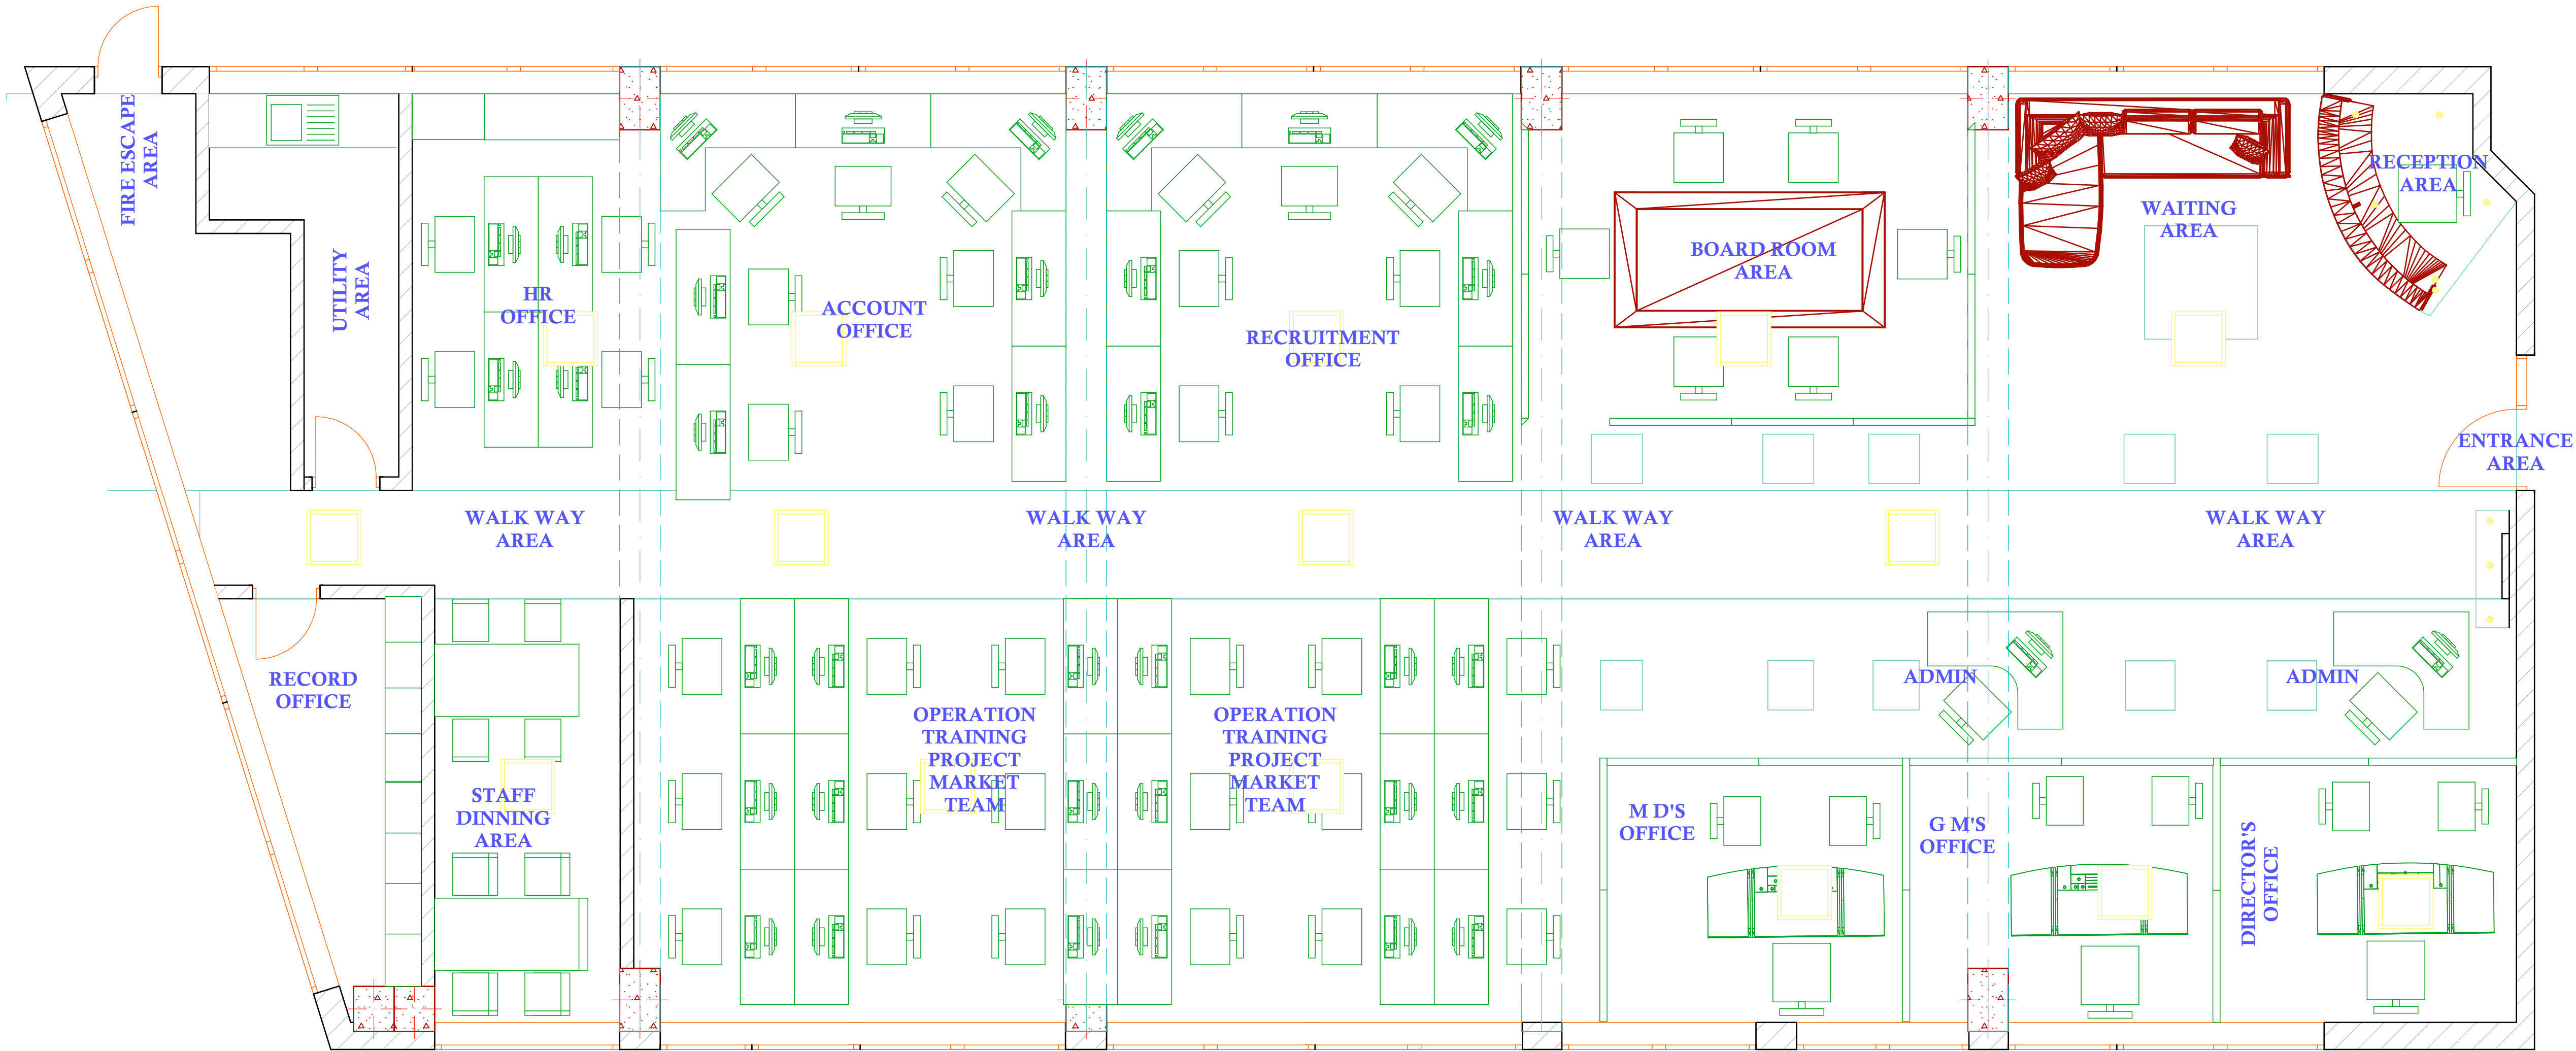 FIRE ESCAPE
AREA
UTILITY
AREA
HR
OFFICE
ACCOUNT
OFFICE
RECRUITMENT
OFFICE
BOARD ROOM
AREA
WAITING
AREA
RECEPTION
AREA
ENTRANCE
AREA
WALK WAY
AREA
WALK WAY
AREA
WALK WAY
AREA
WALK WAY
AREA
RECORD
OFFICE
STAFF
DINNING
AREA
OPERATION
TRAINING
PROJECT
MARKET
TEAM
OPERATION
TRAINING
PROJECT
MARKET
TEAM
ADMIN
ADMIN
M D'S
OFFICE
G M'S
OFFICE
DIRECTOR'S
OFFICE